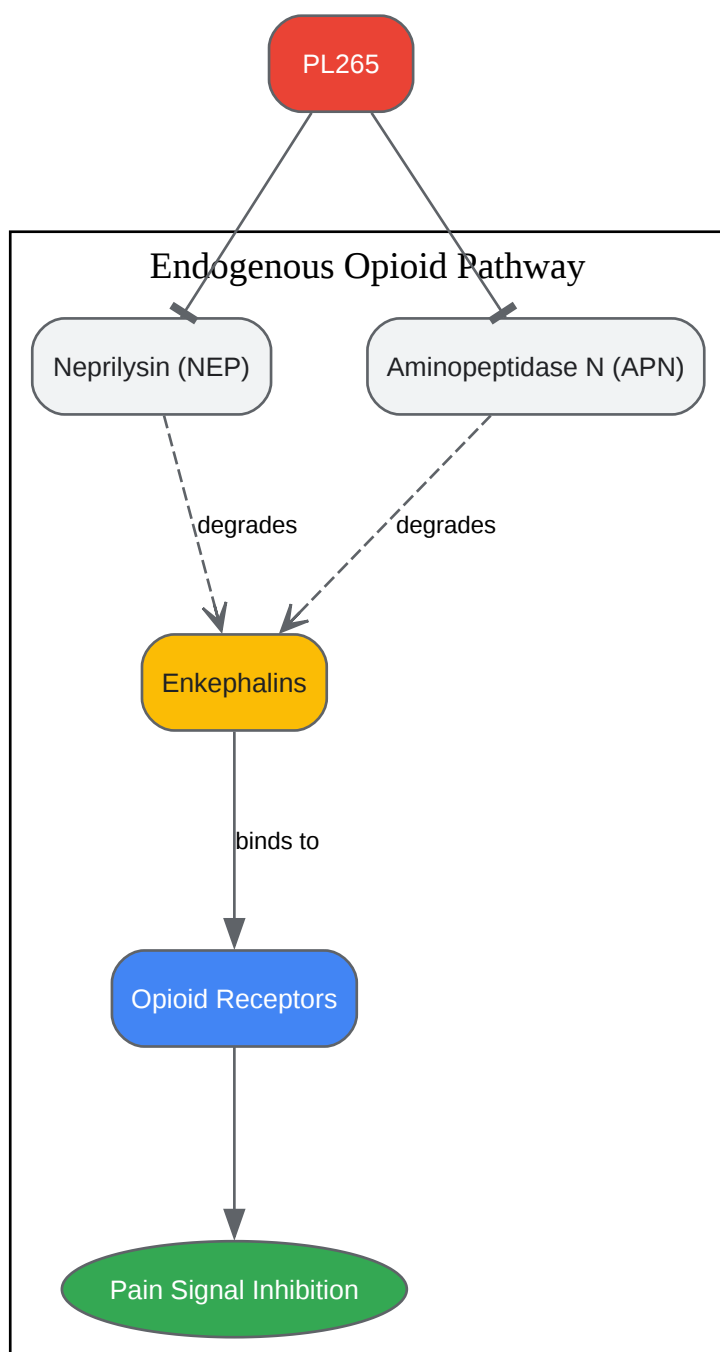 PL265
Endogenous Opioid Pathway
Neprilysin (NEP)
Aminopeptidase N (APN)
degrades
degrades
Enkephalins
binds to
Opioid Receptors
Pain Signal Inhibition